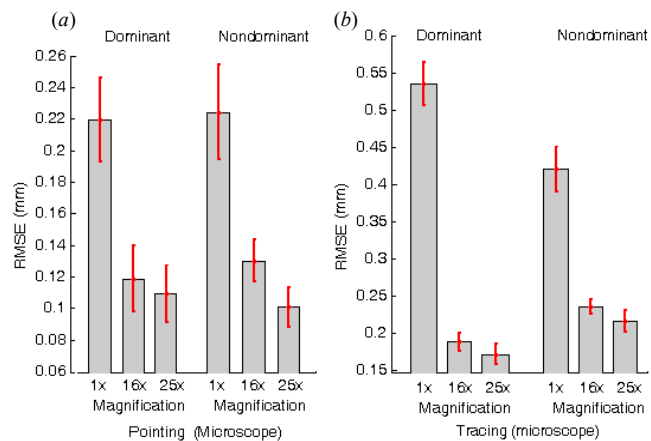 (a)
Dominant Nondominant
0.26
0.24
0.22
0.2
0.18
0.16
0.14
0.12
0.1
0.08
0.06
RMSE (mm)
1x 16x 25x 1x 16x 25x
Magnification Magnification
Pointing (Microscope)
(b)
Dominant Nondominant
0.6
0.55
0.5
0.45
0.4
0.35
0.3
0.25
0.2
0.15
RMSE (mm)
1x 16x 25x 1x 16x 25x
Magnification Magnification
Tracing (microscope)